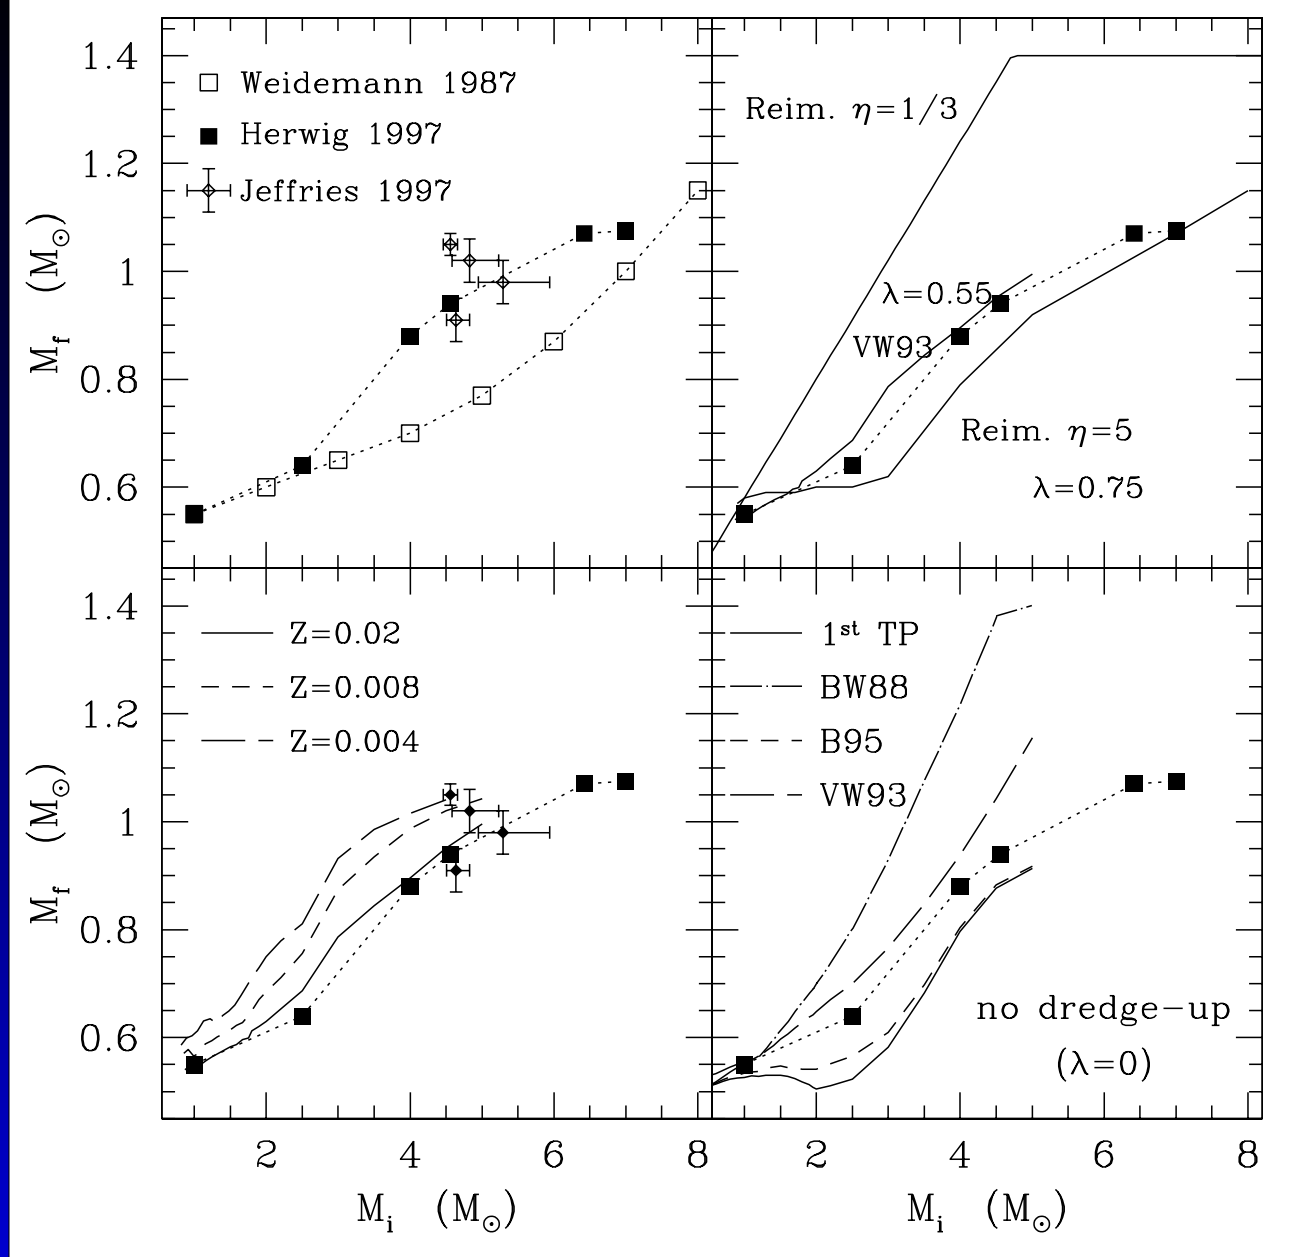 1.4
1.2
1
0.8
0.6
M_f (M_⊙)
Weidemann 1987
Herwig 1997
Jeffries 1997
Reim. η=1/3
λ=0.55
VW93
Reim. η=5
λ=0.75
1.4
1.2
1
0.8
0.6
M_f (M_⊙)
Z=0.02
Z=0.008
Z=0.004
1st TP
BW88
B95
VW93
no dredge-up
(λ=0)
2 4 6 8 2 4 6 8
M_i (M_⊙) M_i (M_⊙)